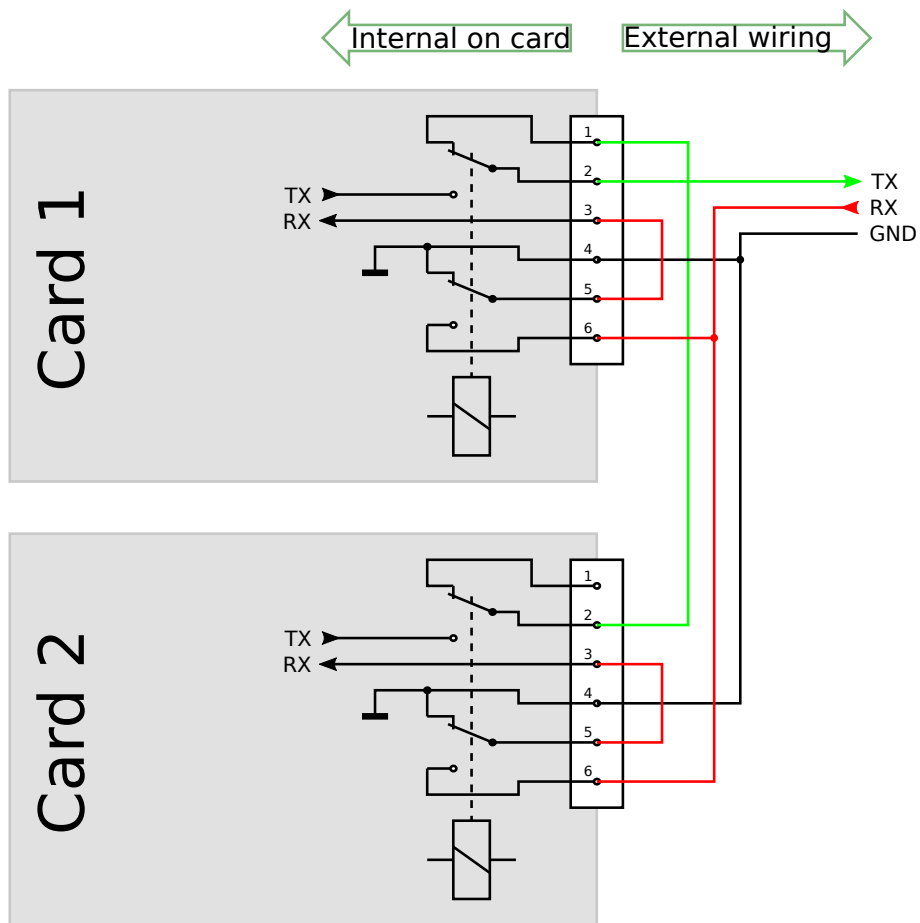 Internal on card
External wiring
Card 1
TX
RX
1
2
3
4
5
6
TX
RX
GND
Card 2
TX
RX
1
2
3
4
5
6